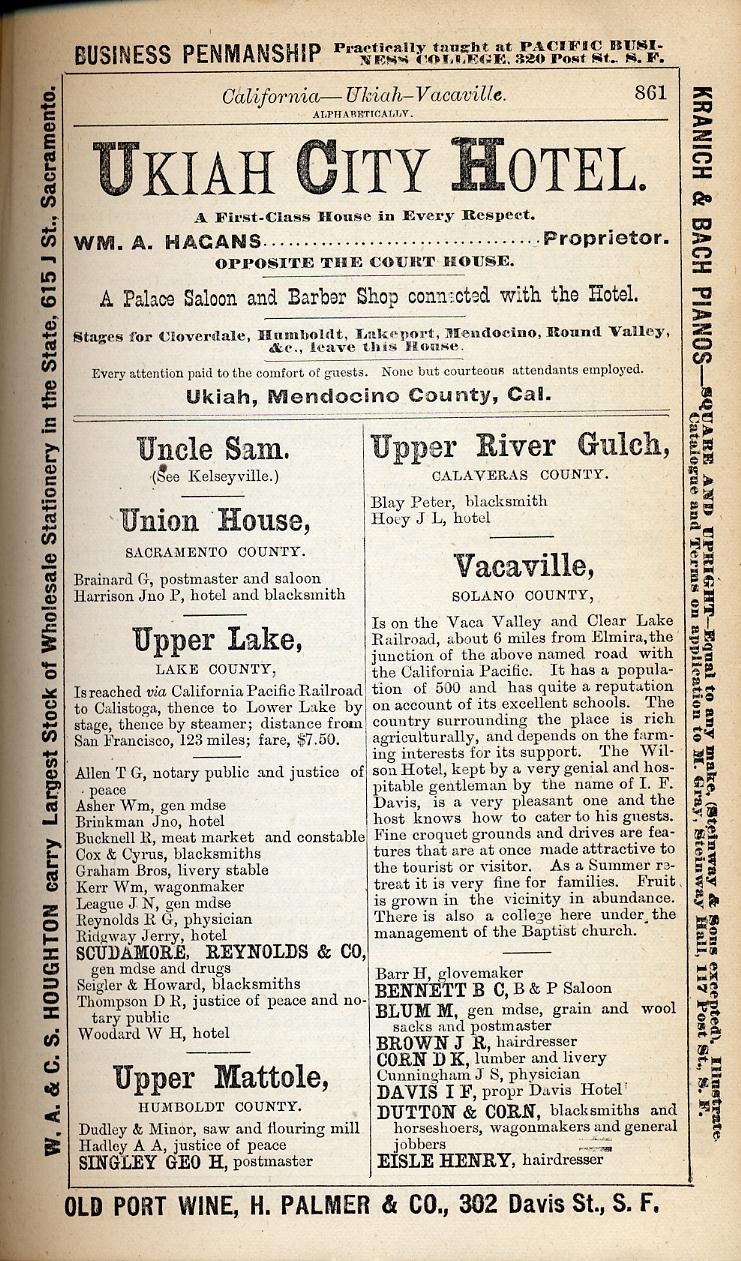 BUSINESS PENMANSHIP Practically taught at PACIFIC BUSI-
NESS COLLEGE, 320 Post St., S. F.
California—Ukiah-Vacaville. 861
ALPHABETICALLY.
UKIAH CITY HOTEL.
A First-Class House in Every Respect.
WM. A. HAGANS..................................Proprietor.
OPPOSITE THE COURT HOUSE.
A Palace Saloon and Barber Shop connected with the Hotel.
Stages for Cloverdale, Humboldt, Lakeport, Mendocino, Round Valley,
&c., leave this House.
Every attention paid to the comfort of guests. None but courteous attendants employed.
Ukiah, Mendocino County, Cal.
Uncle Sam.
(See Kelseyville.)
Union House,
SACRAMENTO COUNTY.
Brainard G, postmaster and saloon
Harrison Jno P, hotel and blacksmith
Upper Lake,
LAKE COUNTY,
Is reached via California Pacific Railroad
to Calistoga, thence to Lower Lake by
stage, thence by steamer; distance from
San Francisco, 123 miles; fare, $7.50.
Allen T G, notary public and justice of
peace
Asher Wm, gen mdse
Brinkman Jno, hotel
Bucknell R, meat market and constable
Cox & Cyrus, blacksmiths
Graham Bros, livery stable
Kerr Wm, wagonmaker
League J N, gen mdse
Reynolds R G, physician
Ridgway Jerry, hotel
SCUDAMORE, REYNOLDS & CO,
gen mdse and drugs
Seigler & Howard, blacksmiths
Thompson D R, justice of peace and no-
tary public
Woodard W H, hotel
Upper Mattole,
HUMBOLDT COUNTY.
Dudley & Minor, saw and flouring mill
Hadley A A, justice of peace
SINGLEY GEO H, postmaster
Upper River Gulch,
CALAVERAS COUNTY.
Blay Peter, blacksmith
Hoey J L, hotel
Vacaville,
SOLANO COUNTY,
Is on the Vaca Valley and Clear Lake
Railroad, about 6 miles from Elmira, the
junction of the above named road with
the California Pacific. It has a popula-
tion of 500 and has quite a reputation
on account of its excellent schools. The
country surrounding the place is rich
agriculturally, and depends on the farm-
ing interests for its support. The Wil-
son Hotel, kept by a very genial and hos-
pitable gentleman by the name of I. F.
Davis, is a very pleasant one and the
host knows how to cater to his guests.
Fine croquet grounds and drives are fea-
tures that are at once made attractive to
the tourist or visitor. As a Summer re-
treat it is very fine for families. Fruit
is grown in the vicinity in abundance.
There is also a college here under the
management of the Baptist church.
Barr H, glovemaker
BENNETT B C, B & P Saloon
BLUM M, gen mdse, grain and wool
sacks and postmaster
BROWN J R, hairdresser
CORN D K, lumber and livery
Cunningham J S, physician
DAVIS I F, propr Davis Hotel
DUTTON & CORN, blacksmiths and
horseshoers, wagonmakers and general
jobbers
EISLE HENRY, hairdresser
W. A. & C. S. HOUGHTON carry Largest Stock of Wholesale Stationery in the State, 615 J St., Sacramento.
KRANICH & BACH PIANOS—SQUARE AND UPRIGHT—Equal to any make, (Steinway & Sons excepted). Illustrate
Catalogue and Terms on application to M. Gray, Steinway Hall, 117 Post St., S. F.
OLD PORT WINE, H. PALMER & CO., 302 Davis St., S. F.